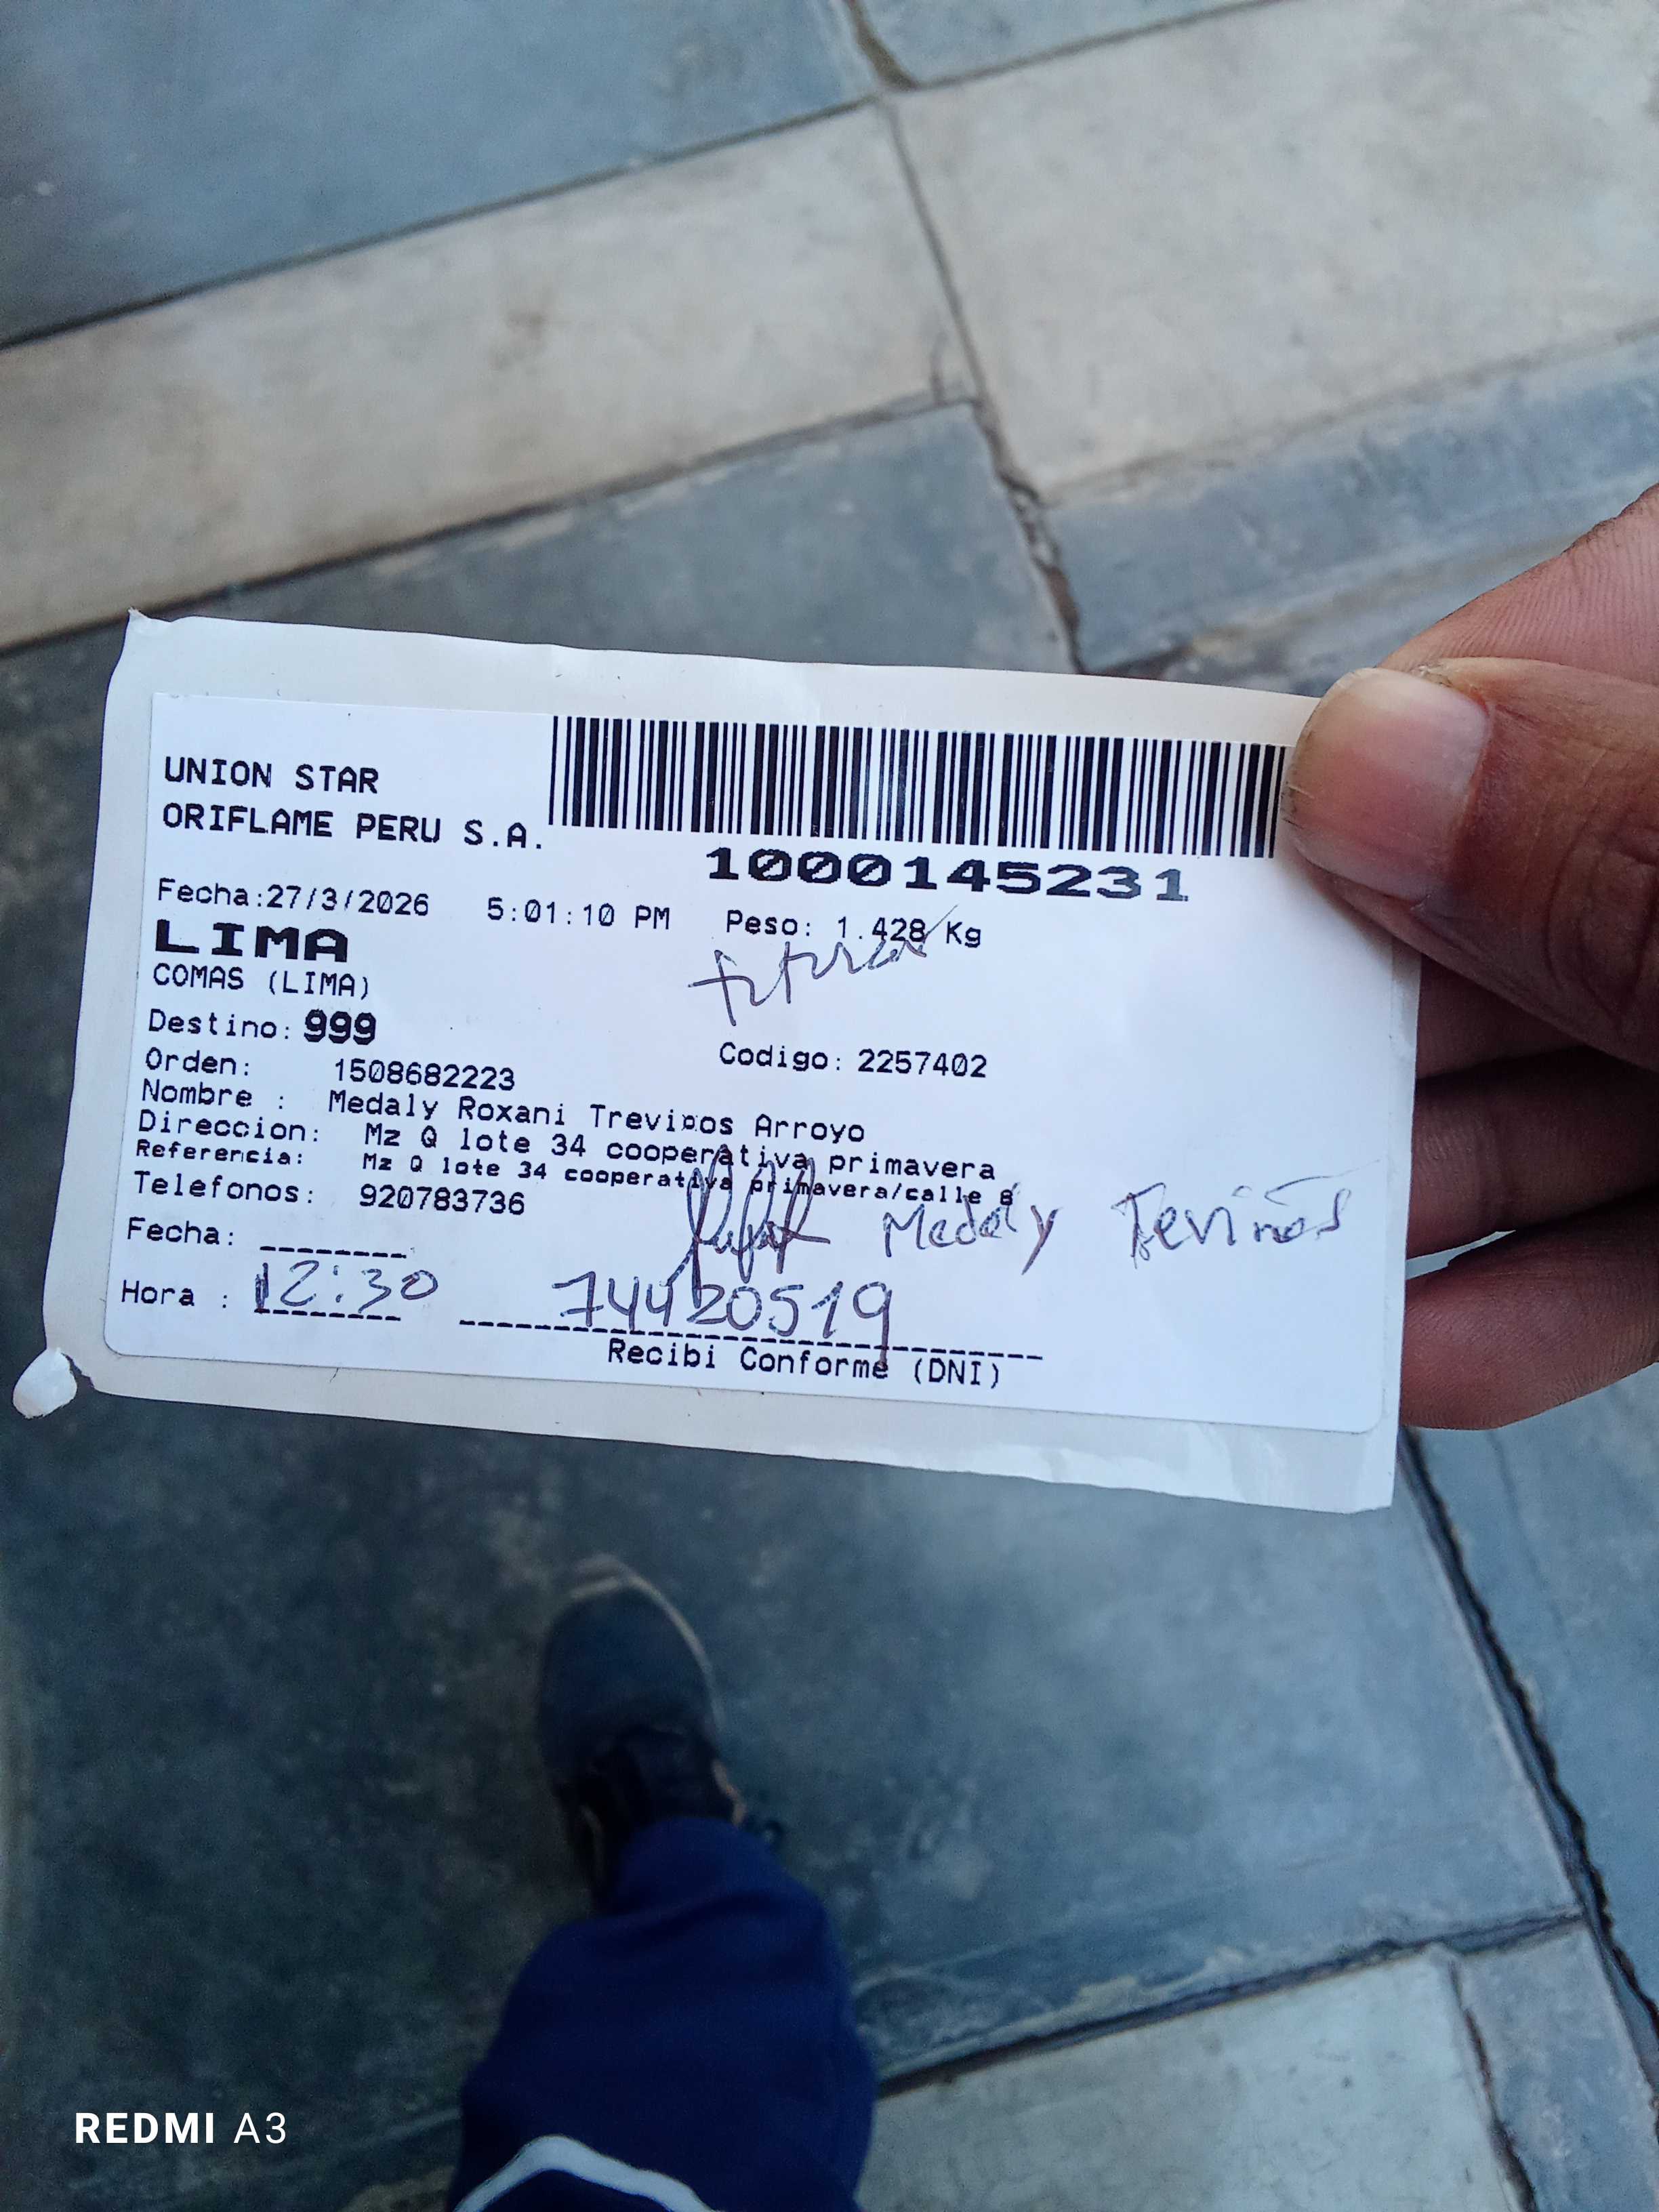 UNION STAR
ORIFLAME PERU S.A.
1000145231
Fecha:27/3/2026 5:01:10 PM Peso: 1.428 Kg
LIMA
COMAS (LIMA)
Destino: 999
Codigo: 2257402
Orden: 1508682223
Nombre : Medaly Roxani Treviños Arroyo
Direccion: Mz Q lote 34 cooperativa primavera
Referencia: Mz Q lote 34 cooperativa primavera/calle 8
Telefonos: 920783736
Medaly Teviños
Fecha:
Hora : 12:30 74420519
Recibi Conforme (DNI)
REDMI A3